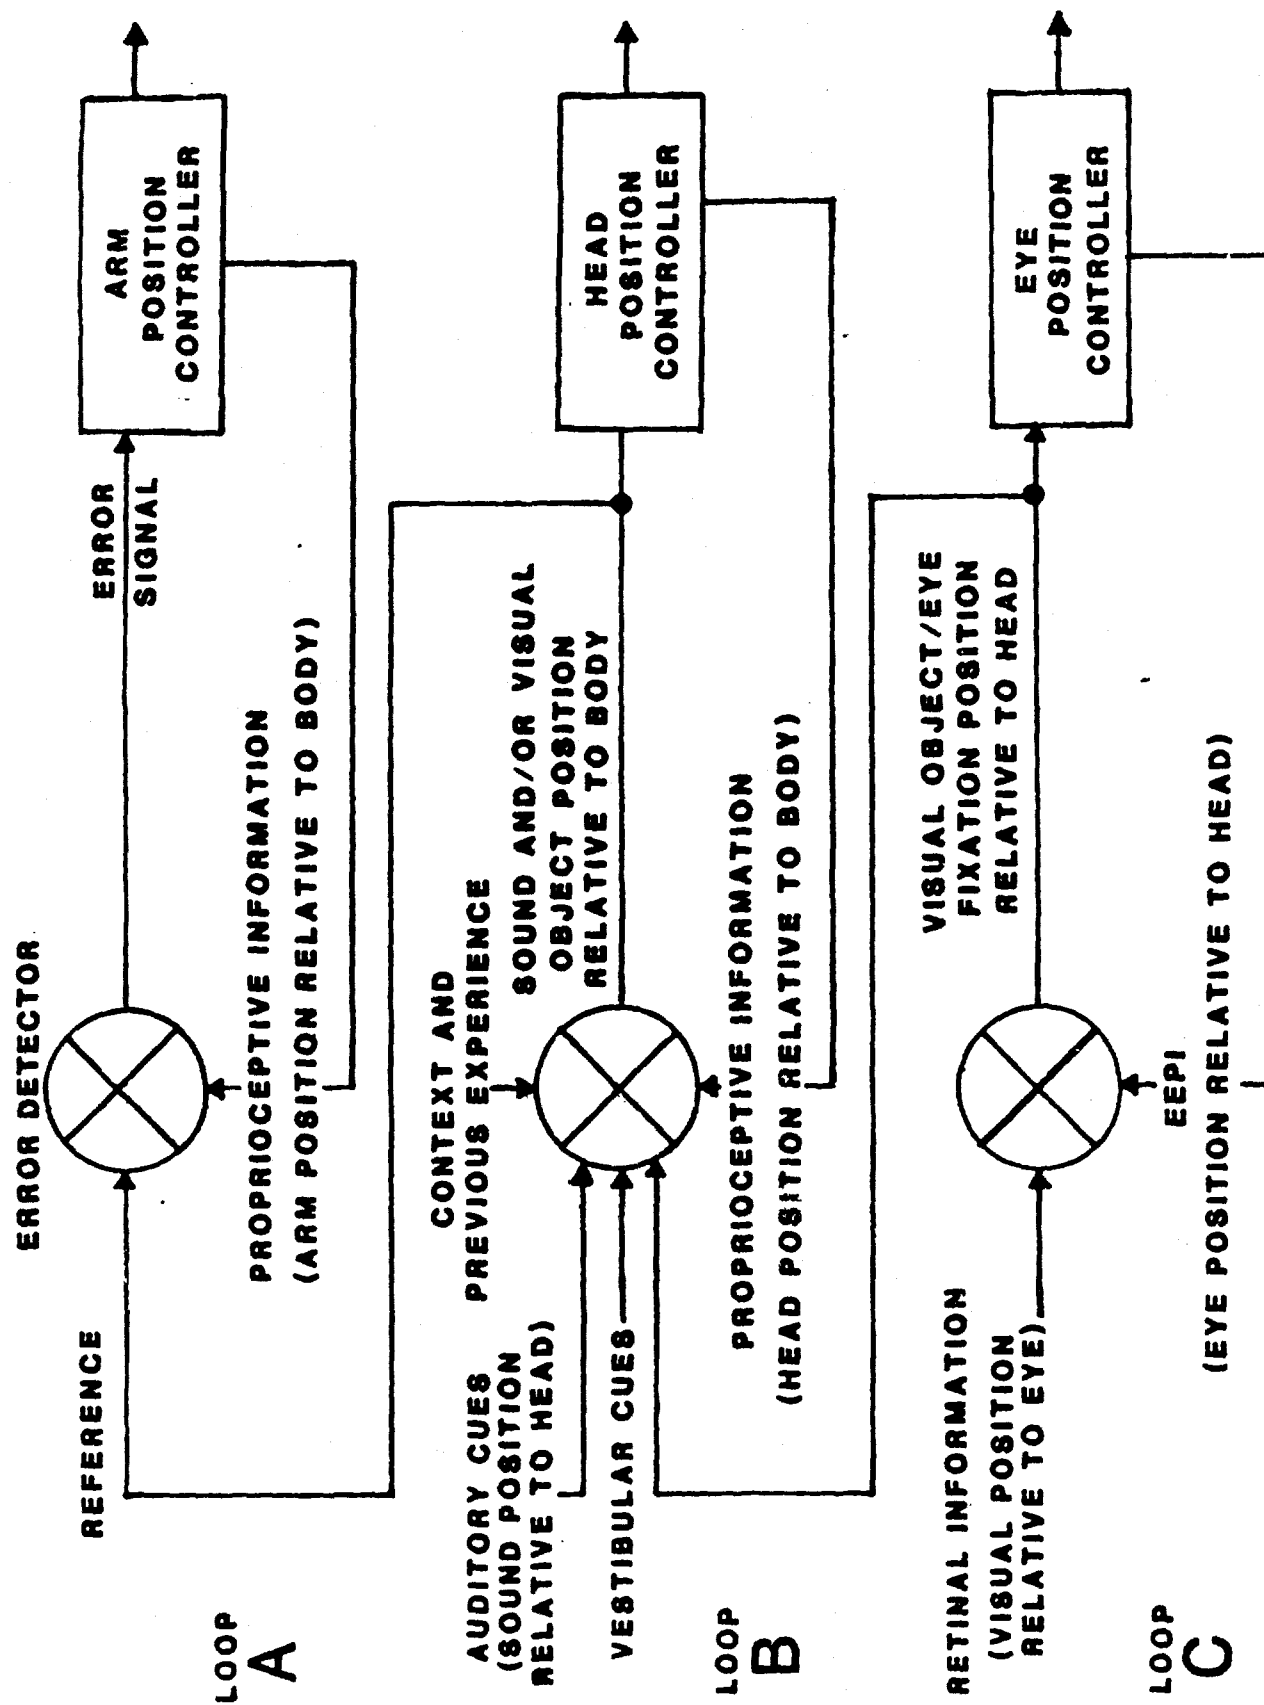 LOOP
A
REFERENCE
ERROR DETECTOR
PROPRIOCEPTIVE INFORMATION
(ARM POSITION RELATIVE TO BODY)
ERROR
SIGNAL
ARM
POSITION
CONTROLLER
LOOP
B
AUDITORY CUES
(SOUND POSITION
RELATIVE TO HEAD)
VESTIBULAR CUES
CONTEXT AND
PREVIOUS EXPERIENCE
SOUND AND/OR VISUAL
OBJECT POSITION
RELATIVE TO BODY
PROPRIOCEPTIVE INFORMATION
(HEAD POSITION RELATIVE TO BODY)
HEAD
POSITION
CONTROLLER
LOOP
C
RETINAL INFORMATION
(VISUAL POSITION
RELATIVE TO EYE)
VISUAL OBJECT/EYE
FIXATION POSITION
RELATIVE TO HEAD
EEPI
(EYE POSITION RELATIVE TO HEAD)
EYE
POSITION
CONTROLLER